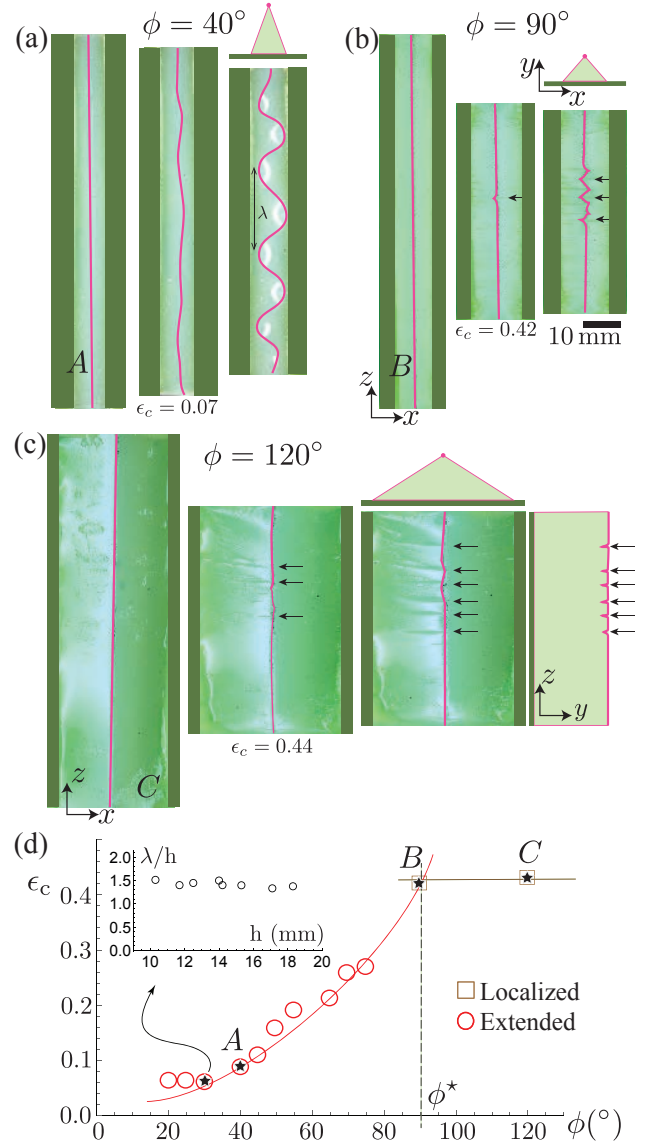 (a) ϕ = 40°
λ
A
ϵc = 0.07
(b) ϕ = 90°
y
x
ϵc = 0.42
10 mm
B
z
x
(c) ϕ = 120°
ϵc = 0.44
z
x
C
z
y
(d)
ϵc
0.4
0.3
0.2
0.1
0.0
0 20 40 60 80 100 120
ϕ(°)
λ/h
2.0
1.5
1.0
0.5
0.0
h (mm)
10 12 14 16 18 20
A
B
C
Localized
Extended
ϕ⋆